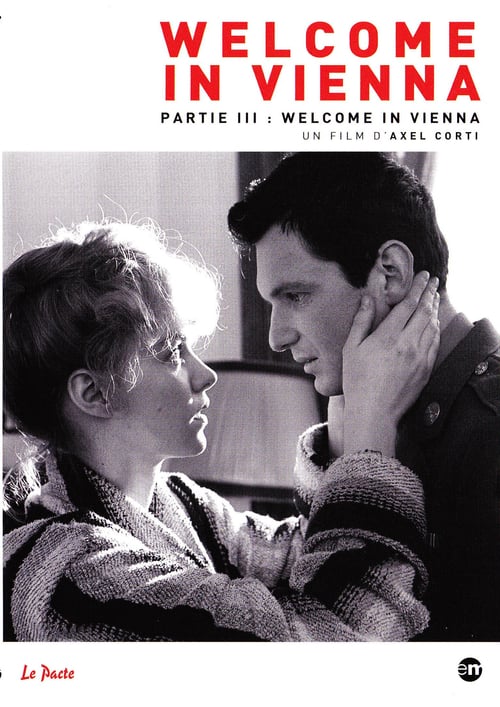 WELCOME
IN VIENNA
PARTIE III : WELCOME IN VIENNA
UN FILM D'AXEL CORTI
Le Pacte
em